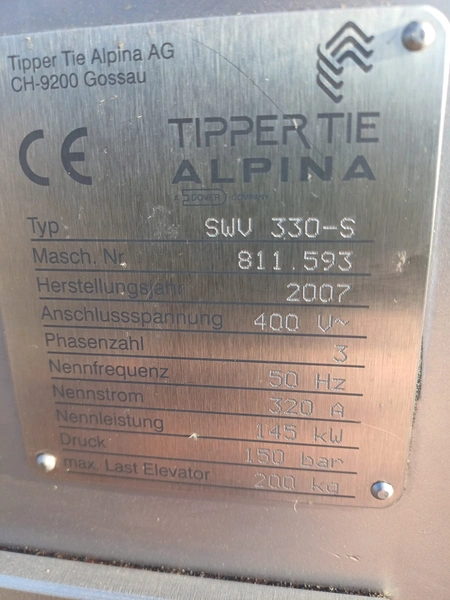 Tipper Tie Alpina AG
CH-9200 Gossau
CE
TIPPER TIE
ALPINA
A DOVER COMPANY
Typ SWV 330-S
Masch. Nr. 811.593
Herstellungsjahr 2007
Anschlussspannung 400 V~
Phasenzahl 3
Nennfrequenz 50 Hz
Nennstrom 320 A
Nennleistung 145 kW
Druck 150 bar
max. Last Elevator 200 kg